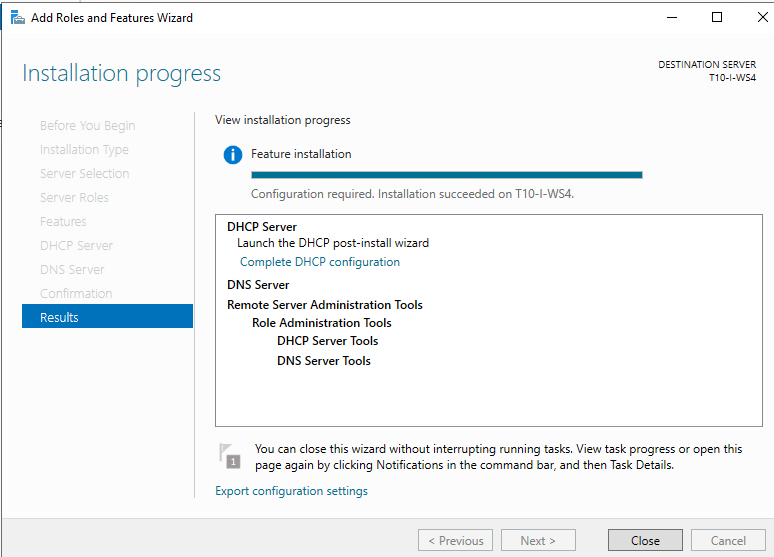 Add Roles and Features Wizard
Installation progress
DESTINATION SERVER
T10-I-WS4
Before You Begin
Installation Type
Server Selection
Server Roles
Features
DHCP Server
DNS Server
Confirmation
Results
View installation progress
Feature installation
Configuration required. Installation succeeded on T10-I-WS4.
DHCP Server
Launch the DHCP post-install wizard
Complete DHCP configuration
DNS Server
Remote Server Administration Tools
Role Administration Tools
DHCP Server Tools
DNS Server Tools
1
You can close this wizard without interrupting running tasks. View task progress or open this
page again by clicking Notifications in the command bar, and then Task Details.
Export configuration settings
< Previous
Next >
Close
Cancel